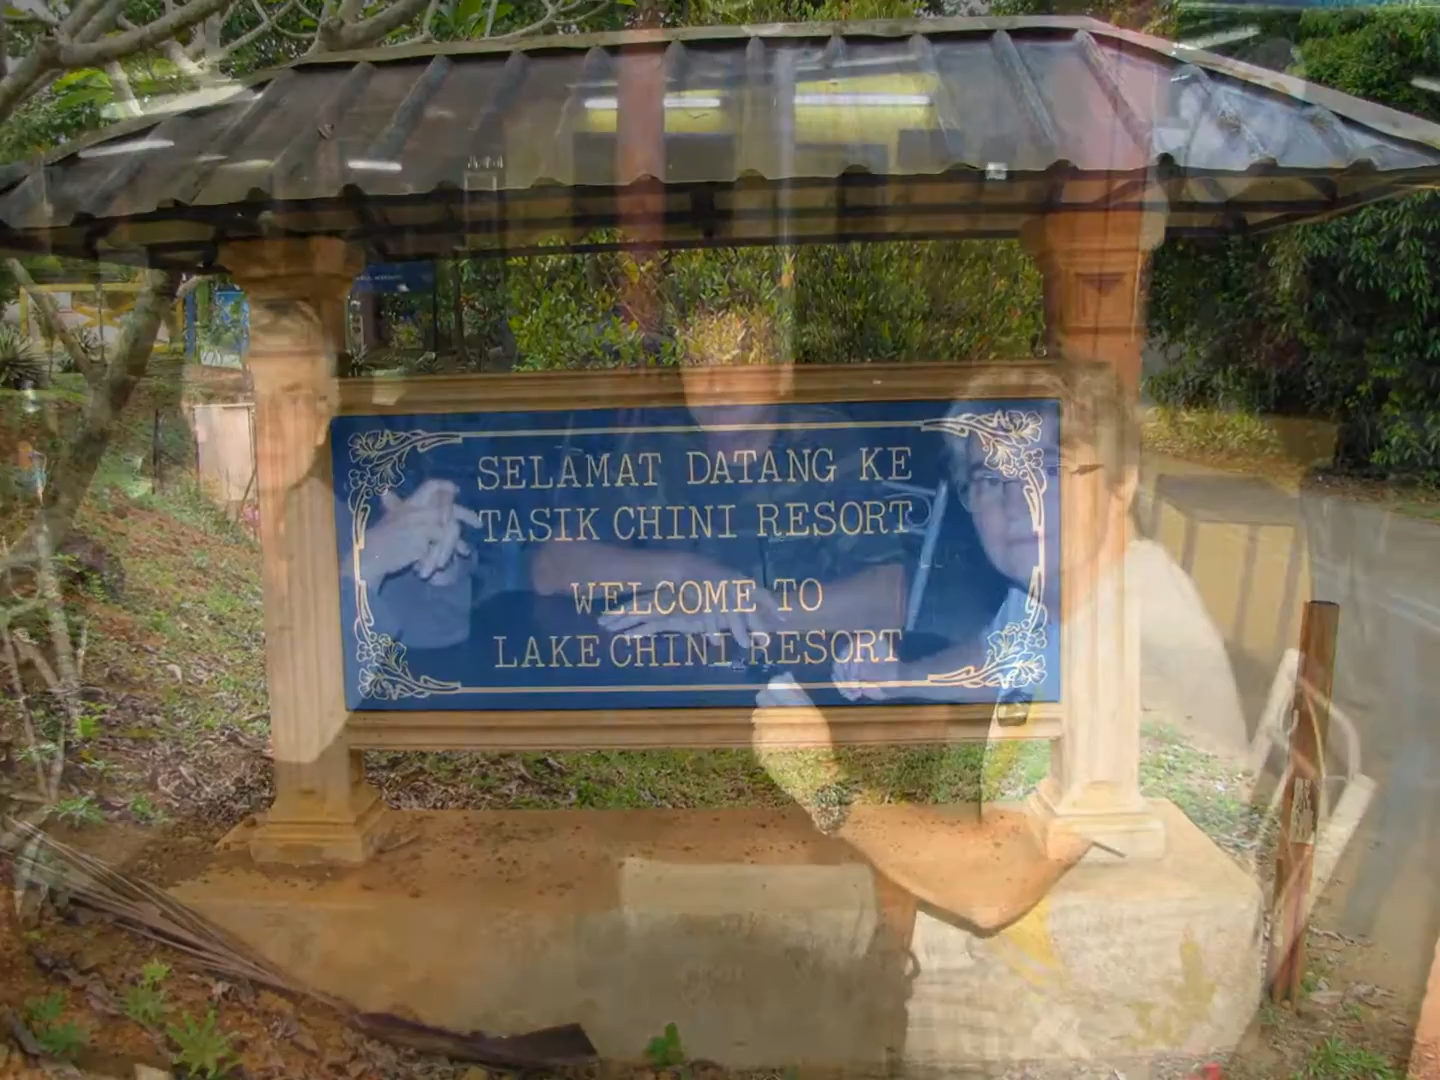 SELAMAT DATANG KE
TASIK CHINI RESORT
WELCOME TO
LAKE CHINI RESORT